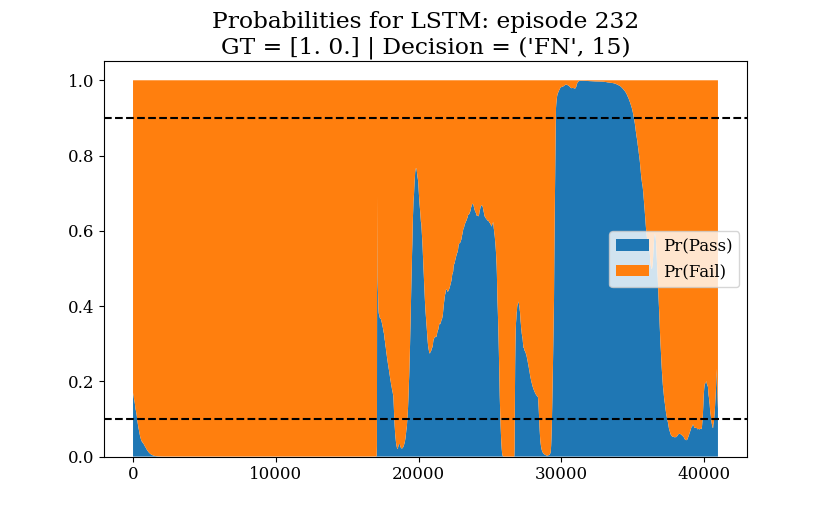 Probabilities for LSTM: episode 232
GT = [1. 0.] | Decision = ('FN', 15)
1.0
0.8
0.6
0.4
0.2
0.0
Pr(Pass)
Pr(Fail)
0
10000
20000
30000
40000